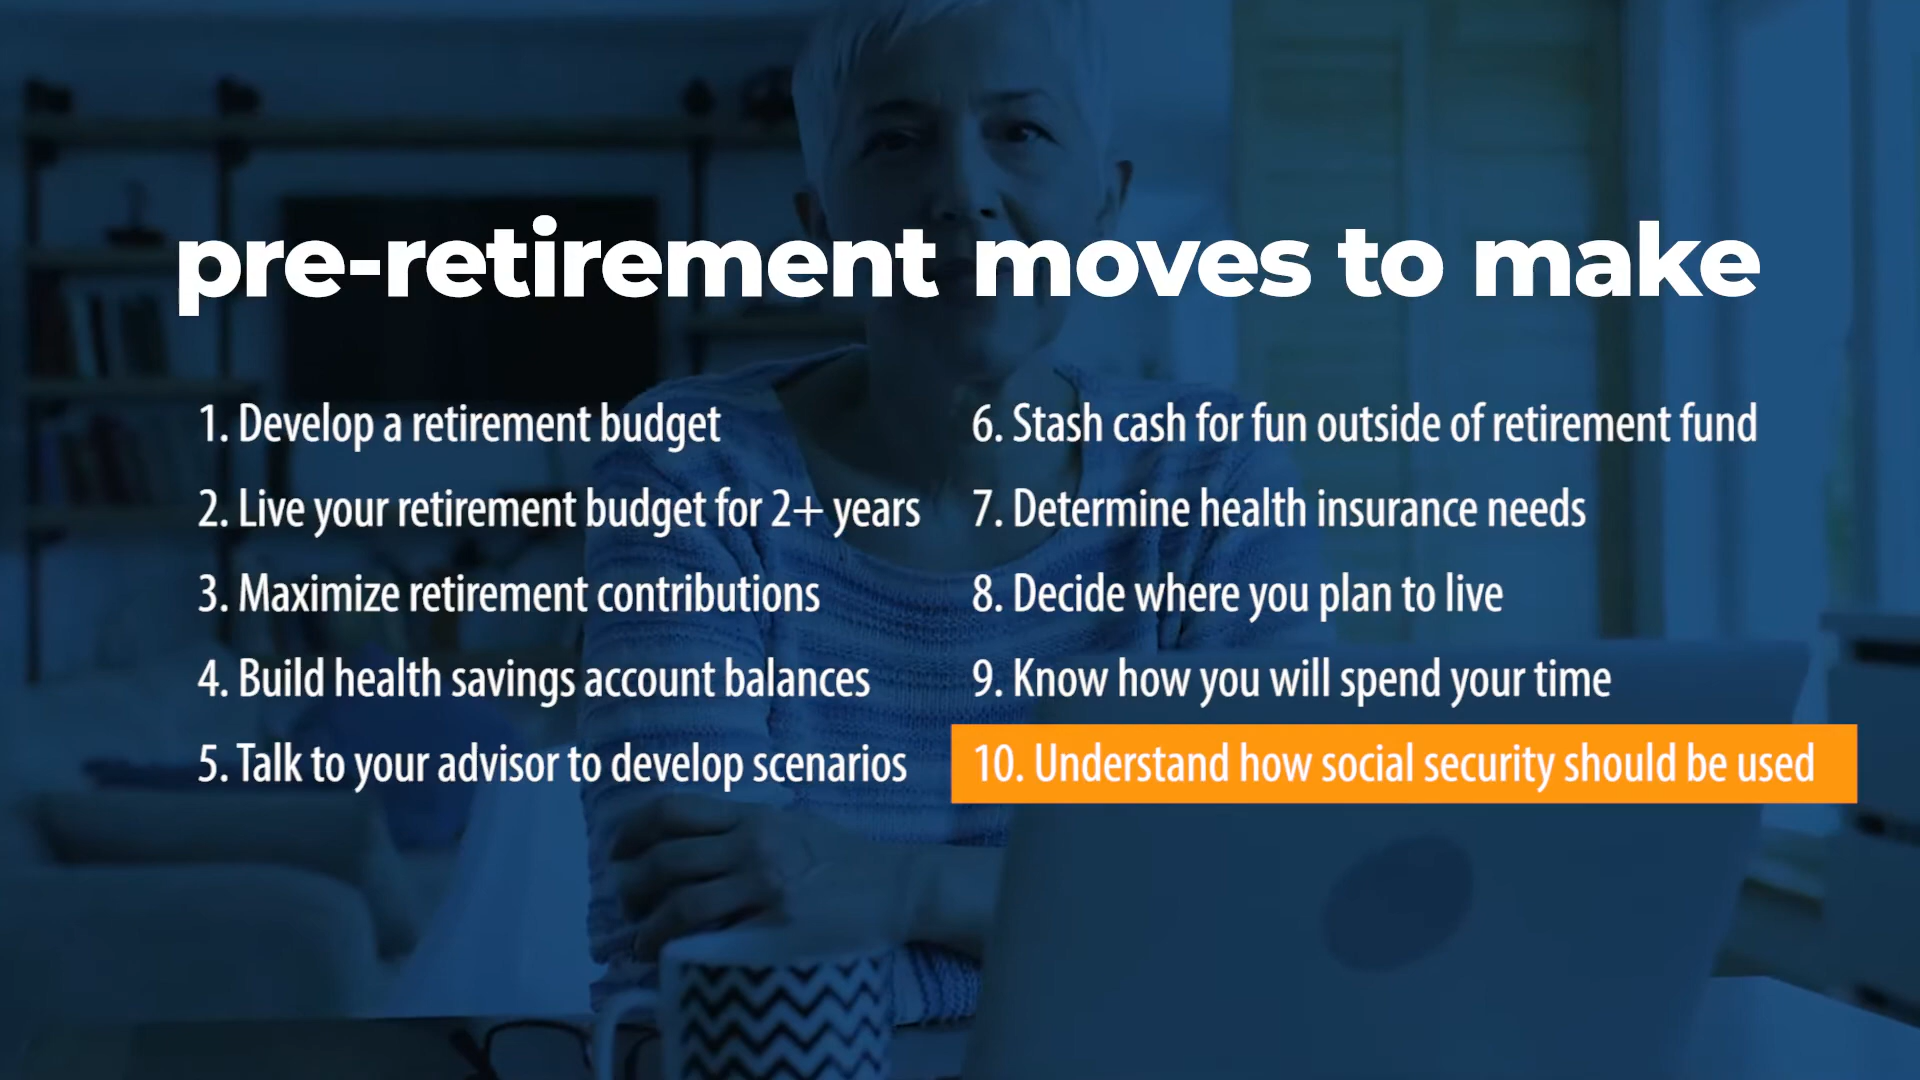 pre-retirement moves to make
1. Develop a retirement budget
2. Live your retirement budget for 2+ years
3. Maximize retirement contributions
4. Build health savings account balances
5. Talk to your advisor to develop scenarios
6. Stash cash for fun outside of retirement fund
7. Determine health insurance needs
8. Decide where you plan to live
9. Know how you will spend your time
10. Understand how social security should be used